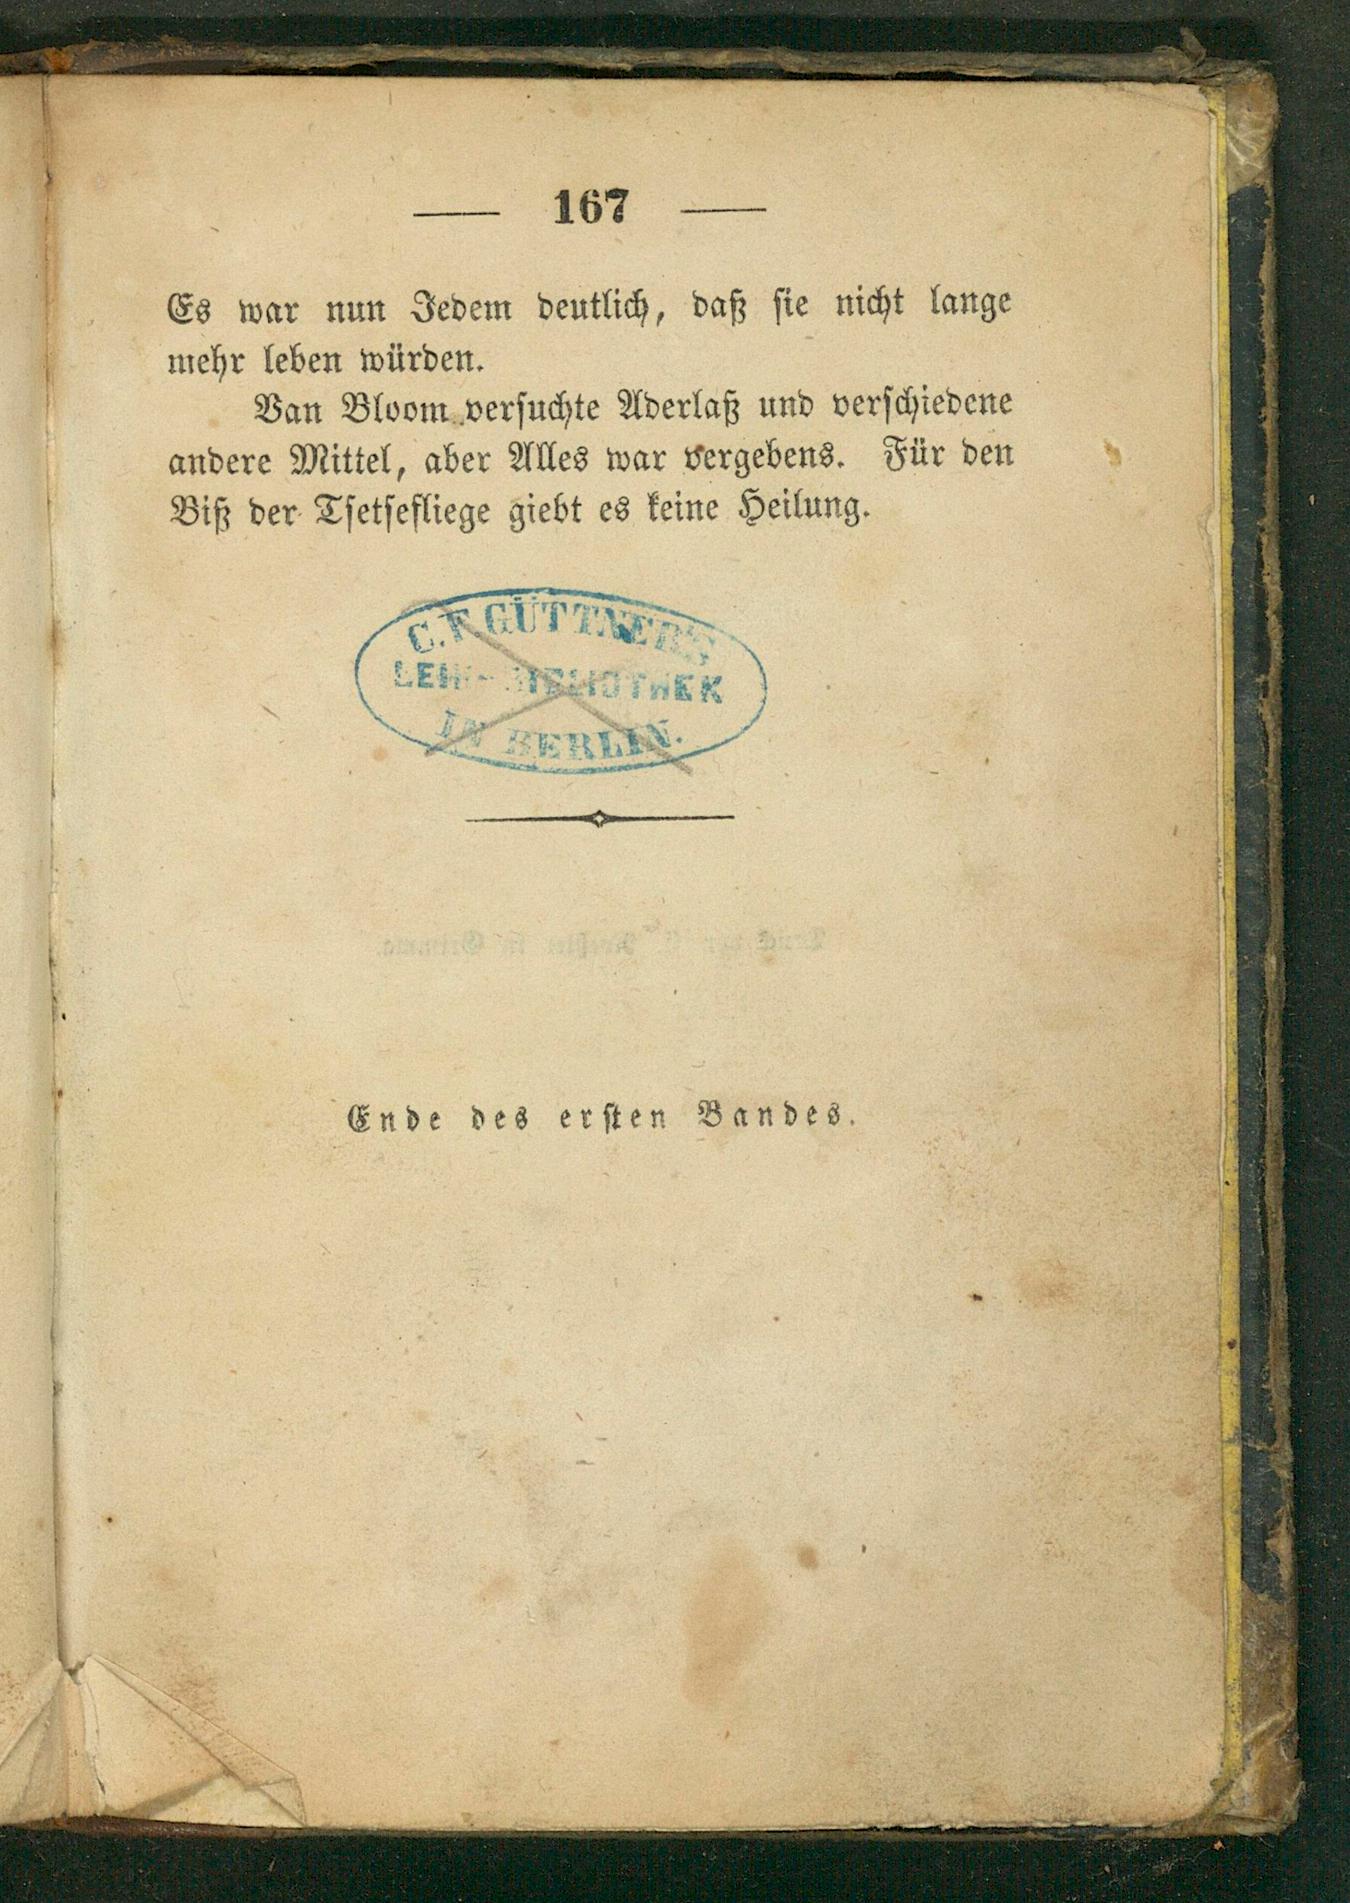 — 167 —
Es war nun Jedem deutlich, daß sie nicht lange
mehr leben würden.
Van Bloom versuchte Aderlaß und verschiedene
andere Mittel, aber Alles war vergebens. Für den
Biß der Tsetsefliege giebt es keine Heilung.
C. F. GÜTTNER'S
LEIH-BIBLIOTHEK
IN BERLIN.
Ende des ersten Bandes.